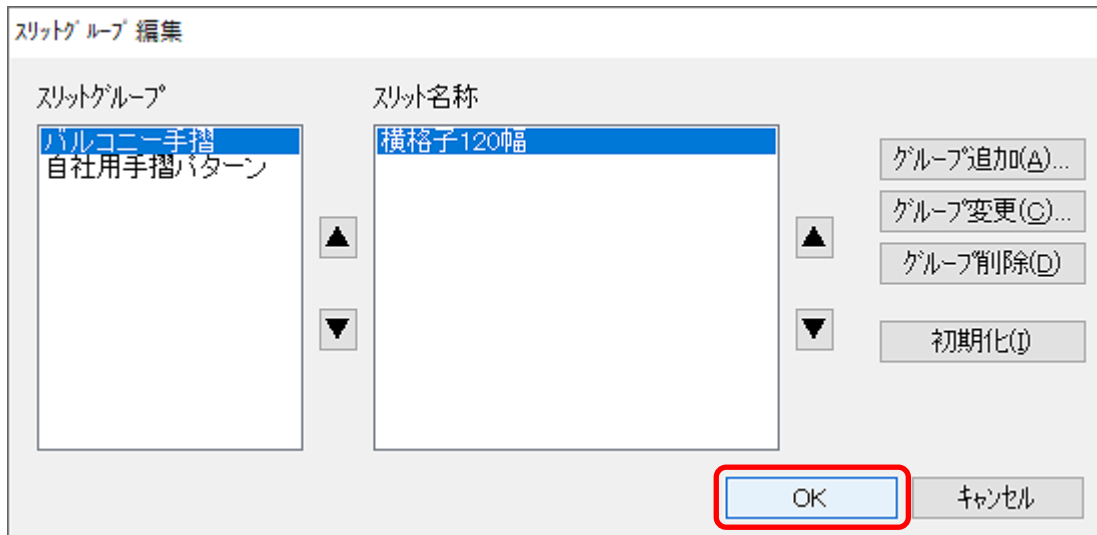 スリットグループ編集
スリットグループ
スリット名称
バルコニー手摺
自社用手摺パターン
横格子120幅
▲
▼
▲
▼
グループ追加(A)...
グループ変更(C)...
グループ削除(D)
初期化(I)
OK
キャンセル